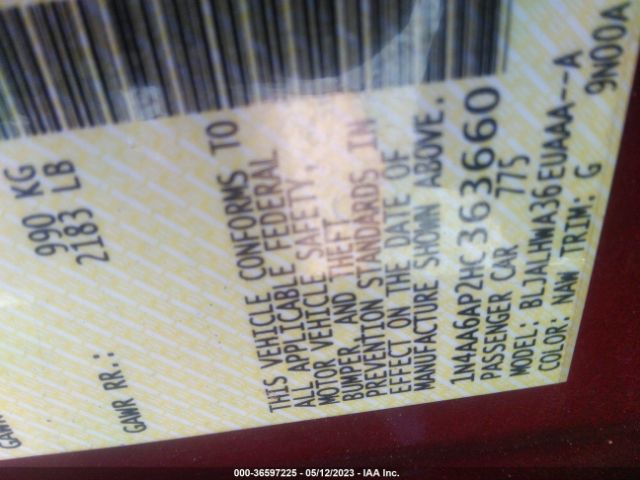 990 KG
2183 LB
GAWR RR.:
THIS VEHICLE CONFORMS TO
ALL APPLICABLE FEDERAL
MOTOR VEHICLE SAFETY,
BUMPER, AND THEFT
PREVENTION STANDARDS IN
EFFECT ON THE DATE OF
MANUFACTURE SHOWN ABOVE.
1N4AA6AP2HC363660
PASSENGER CAR 775
MODEL: BLJALHWA36EUAAA--A
COLOR: NAW TRIM: G 9N00A
000-36597225 - 05/12/2023 - IAA Inc.